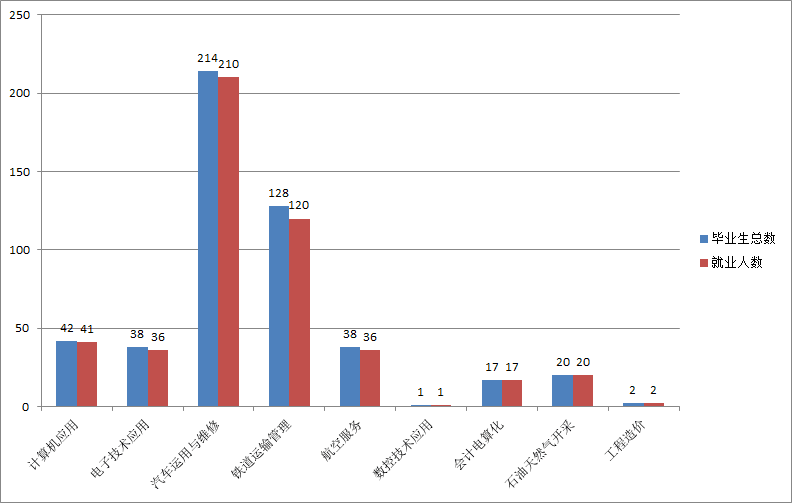 250
200
150
100
50
0
42 41
38 36
214 210
128 120
38 36
1 1
17 17
20 20
2 2
计算机应用
电子技术应用
汽车运用与维修
铁道运输管理
航空服务
数控技术应用
会计电算化
石油天然气开采
工程造价
毕业生总数
就业人数